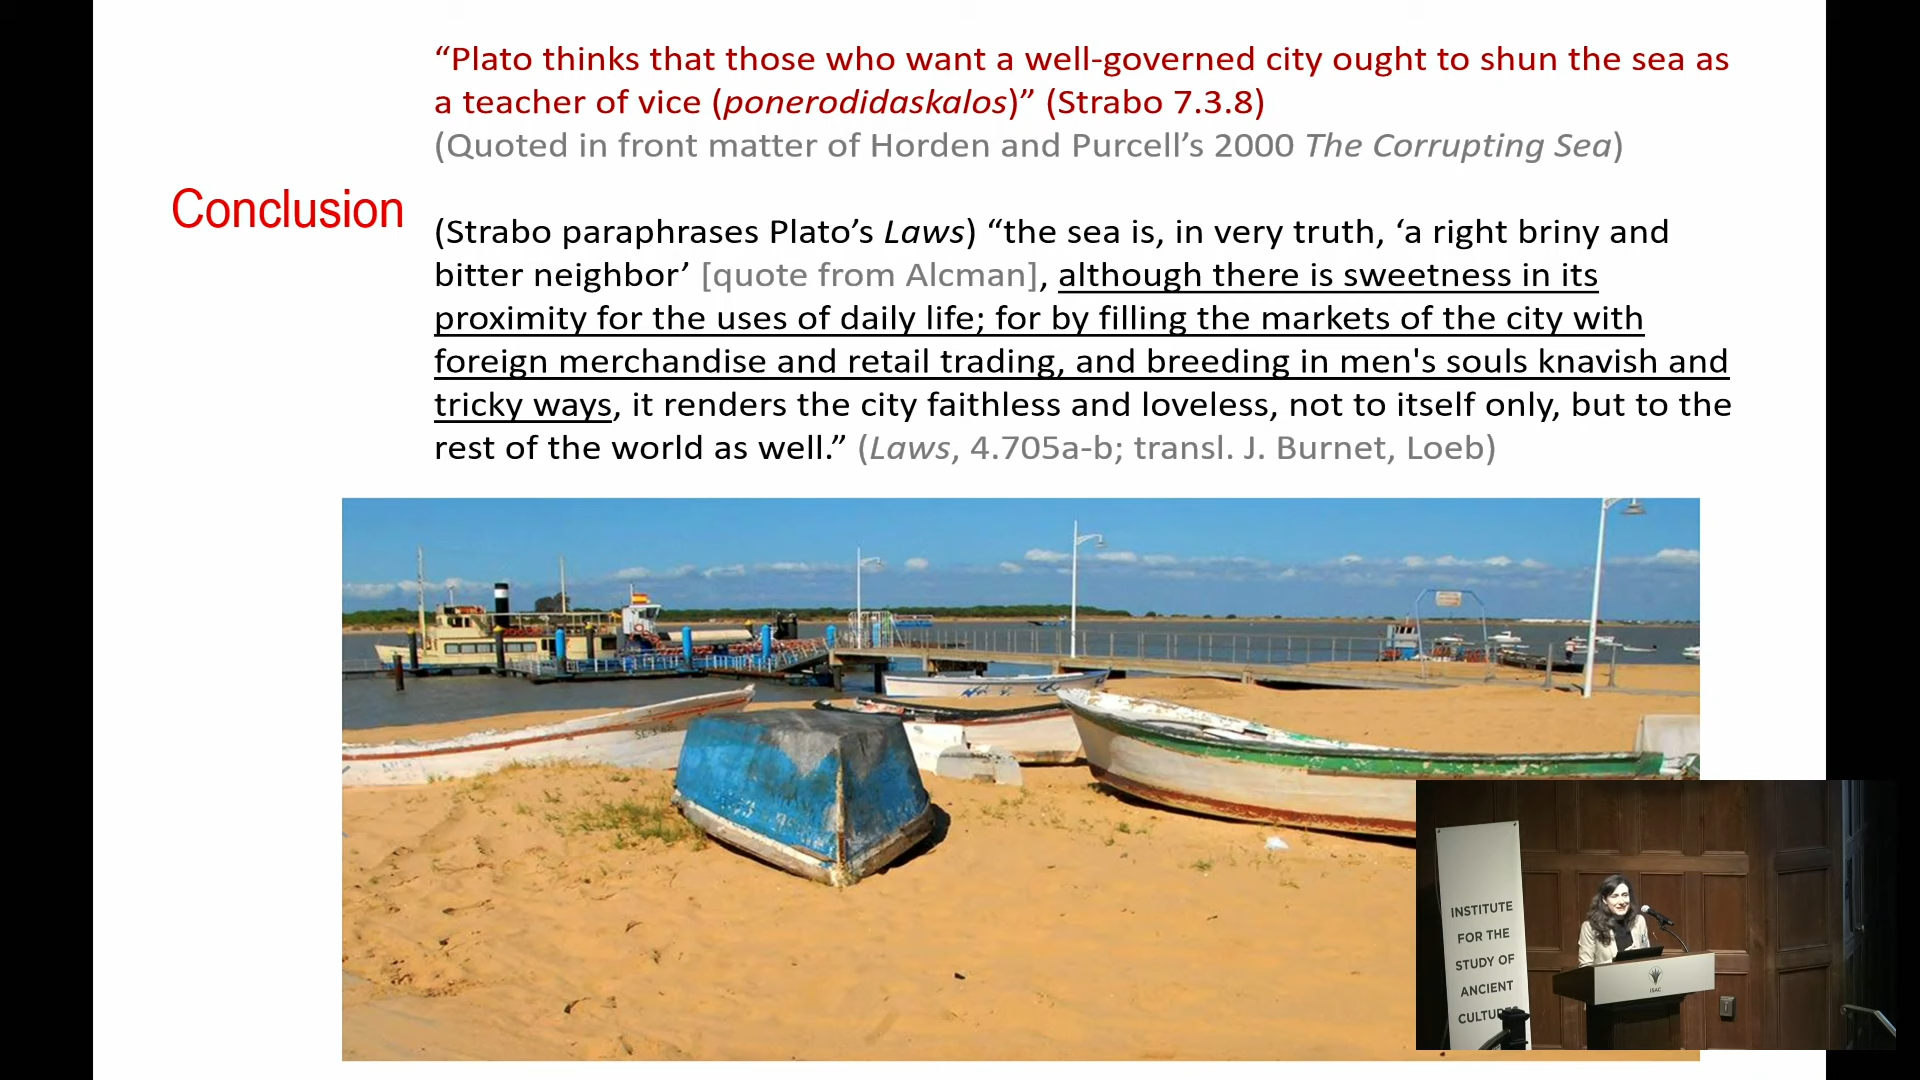 “Plato thinks that those who want a well-governed city ought to shun the sea as
a teacher of vice (ponerodidaskalos)” (Strabo 7.3.8)
(Quoted in front matter of Horden and Purcell’s 2000 The Corrupting Sea)
Conclusion
(Strabo paraphrases Plato’s Laws) “the sea is, in very truth, ‘a right briny and
bitter neighbor’ [quote from Alcman], although there is sweetness in its
proximity for the uses of daily life; for by filling the markets of the city with
foreign merchandise and retail trading, and breeding in men's souls knavish and
tricky ways, it renders the city faithless and loveless, not to itself only, but to the
rest of the world as well.” (Laws, 4.705a-b; transl. J. Burnet, Loeb)
INSTITUTE
FOR THE
STUDY OF
ANCIENT
CULTURES
ISAC